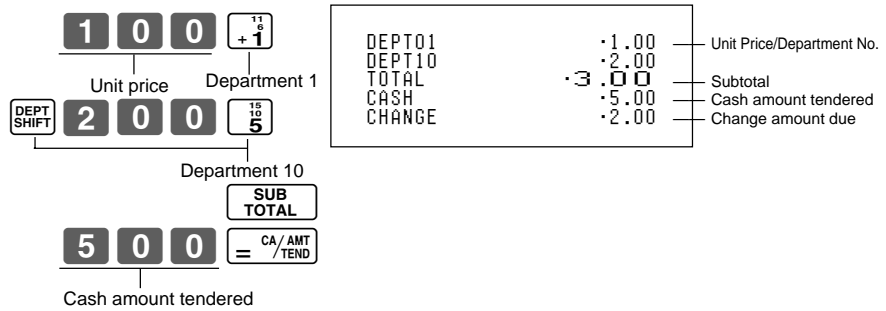 1 0 0 11 6 + 1
Unit price Department 1
DEPT SHIFT 2 0 0 15 10 5
Department 10
SUB TOTAL
5 0 0 = CA/AMT /TEND
Cash amount tendered
DEPT01 ·1.00 Unit Price/Department No.
DEPT10 ·2.00
TOTAL ·3.00 Subtotal
CASH ·5.00 Cash amount tendered
CHANGE ·2.00 Change amount due